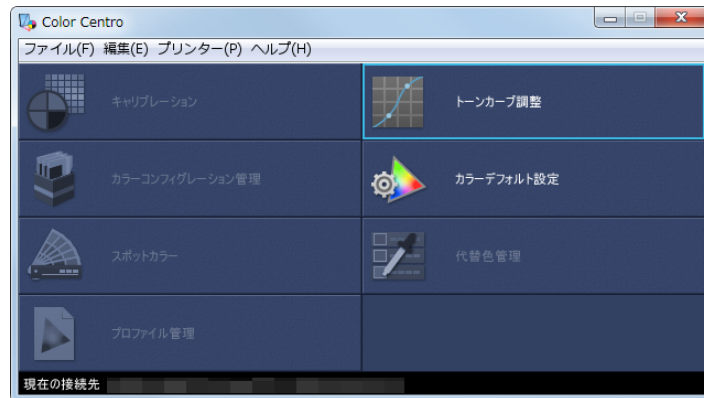 Color Centro
ファイル(F) 編集(E) プリンター(P) ヘルプ(H)
キャリブレーション
トーンカーブ調整
カラーコンフィグレーション管理
カラーデフォルト設定
スポットカラー
代替色管理
プロファイル管理
現在の接続先